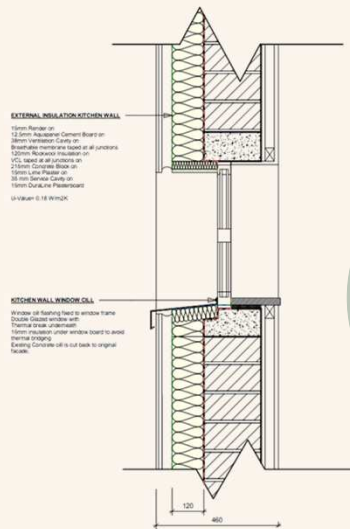 EXTERNAL INSULATION KITCHEN WALL
15mm Render on
12.5mm Aquapanel Cement Board on
38mm Ventilation Cavity on
Breathates membrane taped at all junctions
120mm Rockwool Insulation on
VCL taped at all junctions on
215mm Concrete Block on
15mm Lime Plaster on
35 mm Service Cavity on
15mm DuraLine Plasterboard
U-Value= 0.18 W/m2K
KITCHEN WALL WINDOW CILL
Window cill flashing fixed to window frame
Double Glazed window with
Thermal break underneath
15mm insulation under window board to avoid
thermal bridging
Existing Concrete cill is cut back to original
facade.
120
460